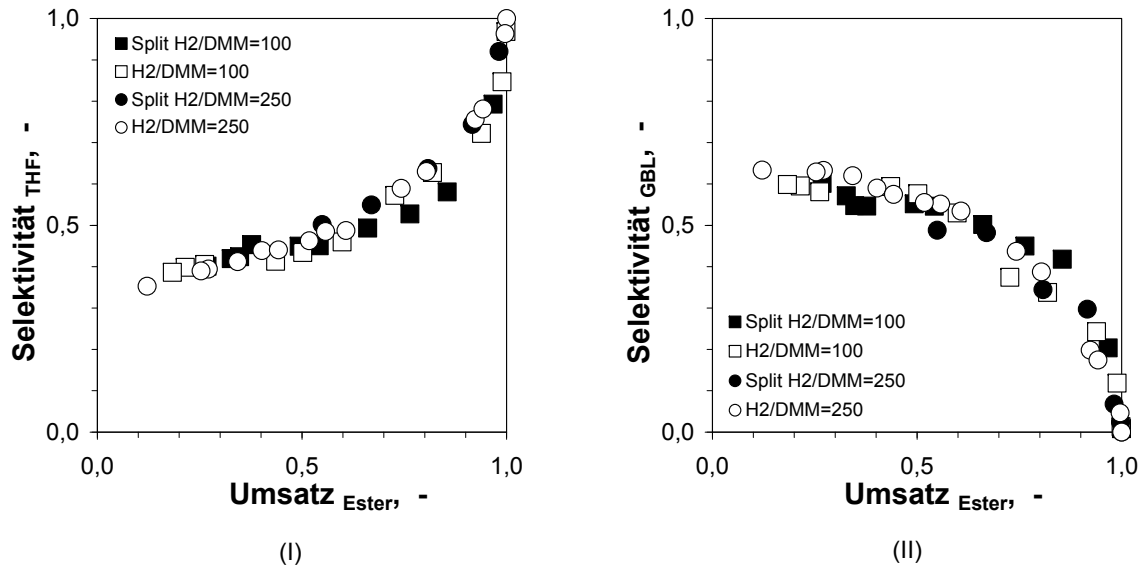 1,0
Split H2/DMM=100
H2/DMM=100
Split H2/DMM=250
H2/DMM=250
Selektivität THF, -
0,5
0,0
0,0 0,5 1,0
Umsatz Ester, -
(I)
1,0
Selektivität GBL, -
0,5
Split H2/DMM=100
H2/DMM=100
Split H2/DMM=250
H2/DMM=250
0,0
0,0 0,5 1,0
Umsatz Ester, -
(II)